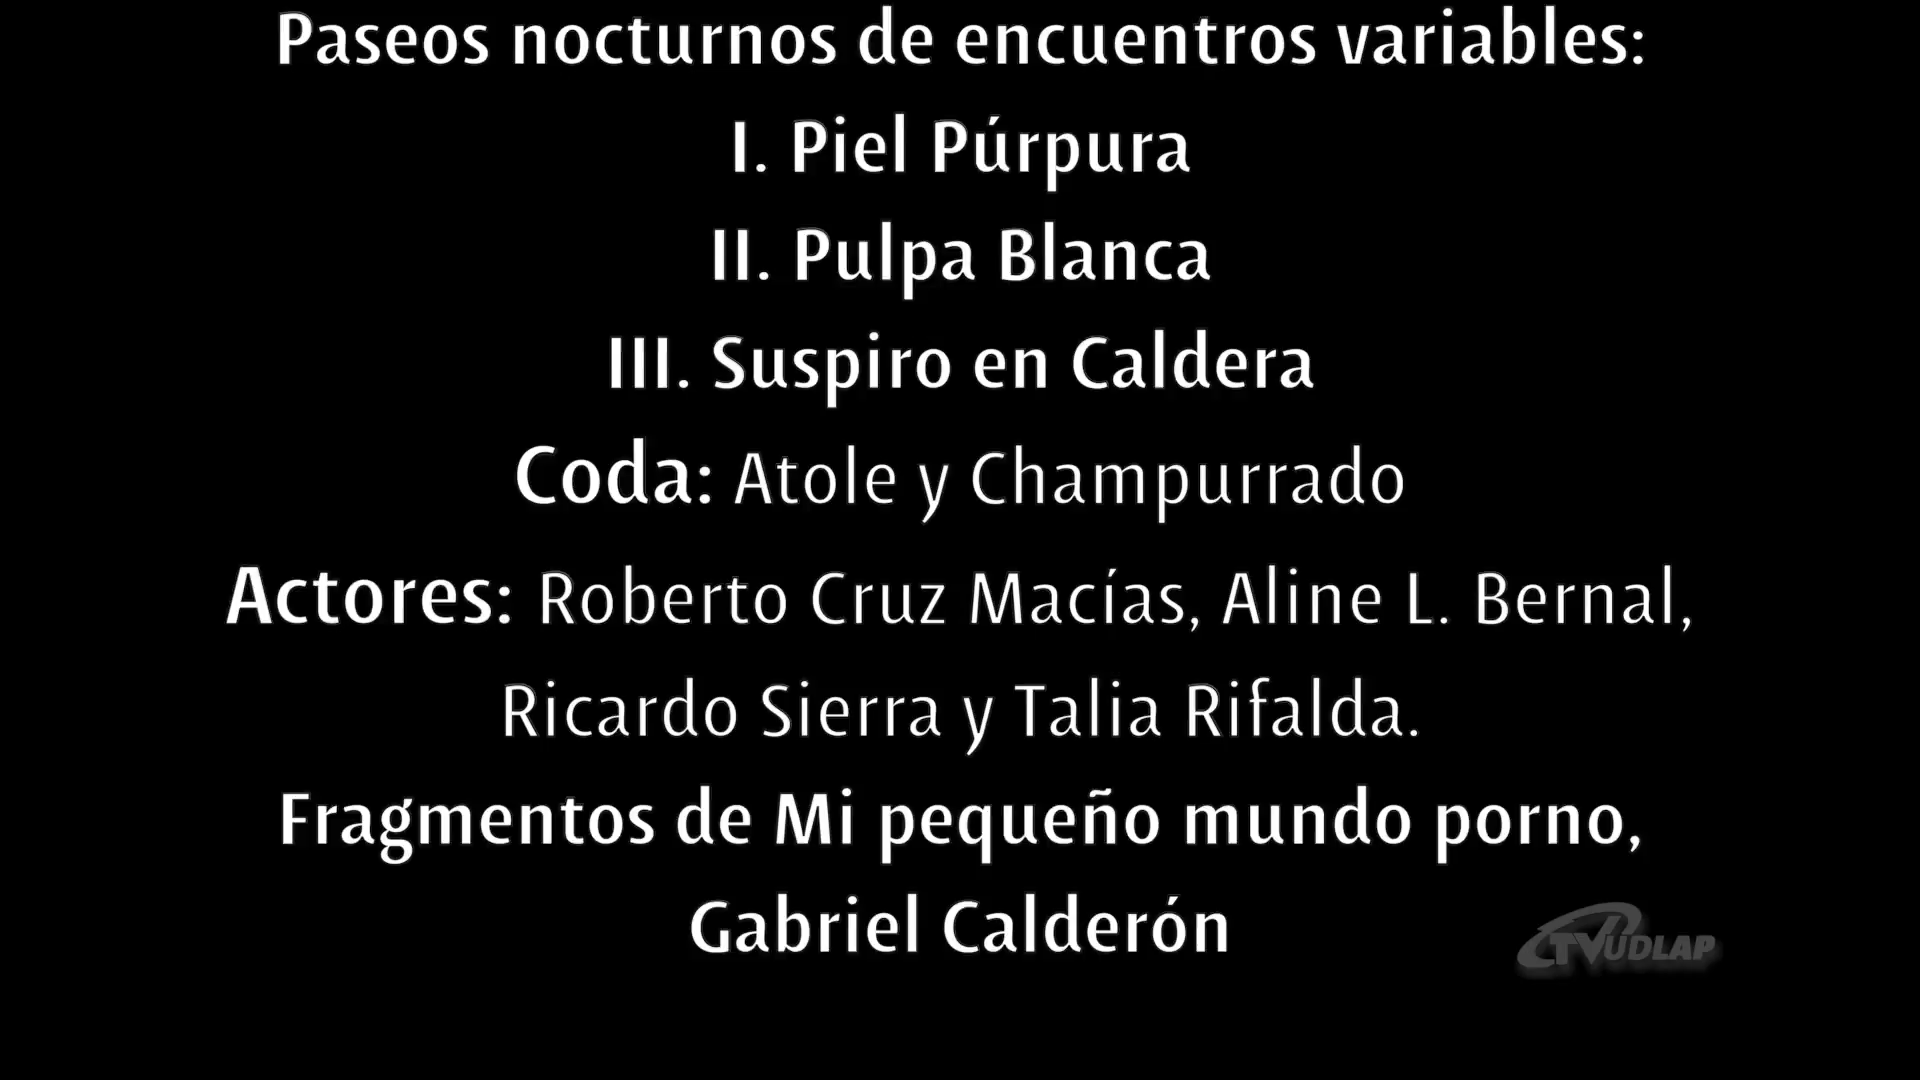 Paseos nocturnos de encuentros variables:
I. Piel Púrpura
II. Pulpa Blanca
III. Suspiro en Caldera
Coda: Atole y Champurrado
Actores: Roberto Cruz Macías, Aline L. Bernal,
Ricardo Sierra y Talia Rifalda.
Fragmentos de Mi pequeño mundo porno,
Gabriel Calderón
TVUDLAP